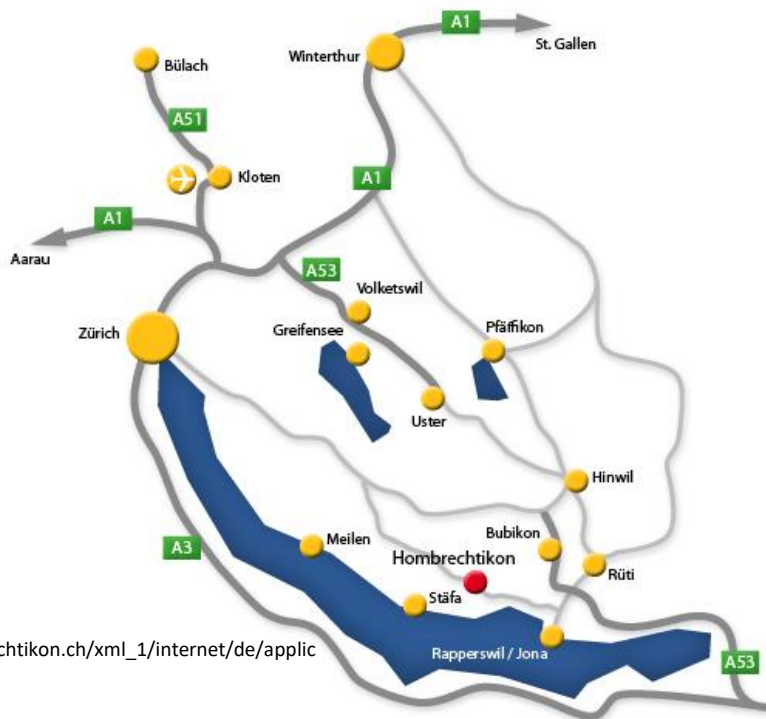 A1
St. Gallen
Winterthur
Bülach
A51
Kloten
A1
A1
Aarau
A53
Volketswil
Zürich
Greifensee
Pfäffikon
Uster
Hinwil
Bubikon
A3
Meilen
Hombrechtikon
Rüti
Stäfa
chtikon.ch/xml_1/internet/de/applic
Rapperswil / Jona
A53